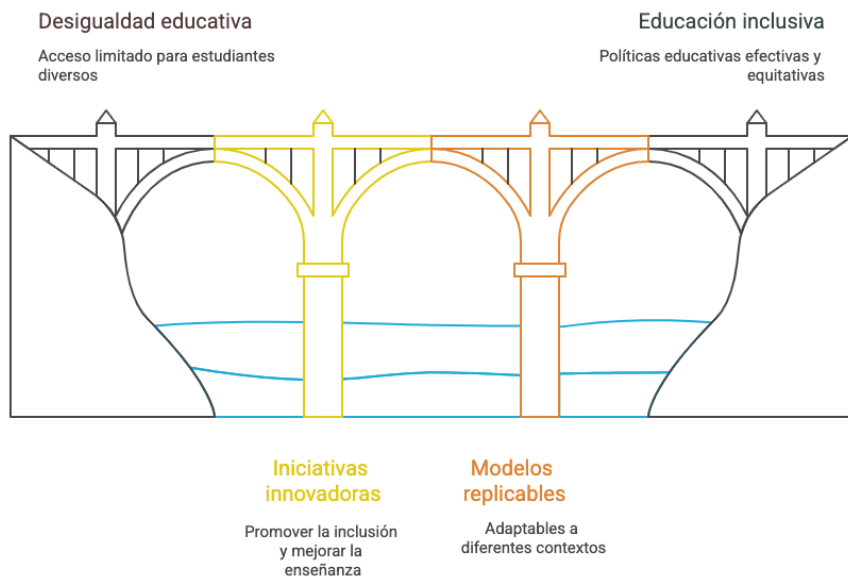 Desigualdad educativa
Acceso limitado para estudiantes
diversos
Educación inclusiva
Políticas educativas efectivas y
equitativas
Iniciativas
innovadoras
Promover la inclusión
y mejorar la
enseñanza
Modelos
replicables
Adaptables a
diferentes contextos